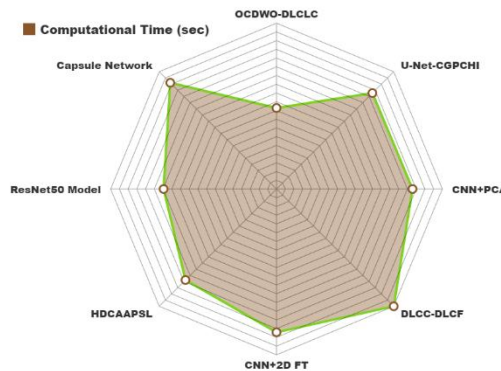 OCDWO-DLCLC
Computational Time (sec)
Capsule Network
U-Net-CGPCHI
ResNet50 Model
CNN+PCA
HDCAAPSL
DLCC-DLCF
CNN+2D FT